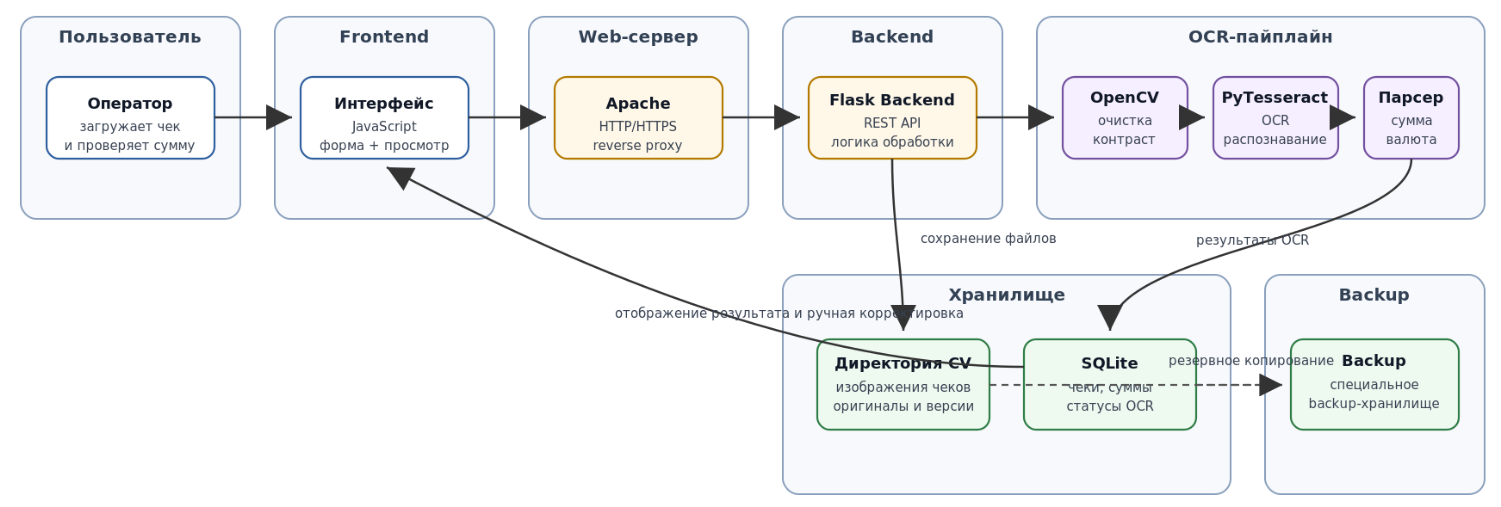 Пользователь
Оператор
загружает чек
и проверяет сумму
Frontend
Интерфейс
JavaScript
форма + просмотр
Web-сервер
Apache
HTTP/HTTPS
reverse proxy
Backend
Flask Backend
REST API
логика обработки
OCR-пайплайн
OpenCV
очистка
контраст
PyTesseract
OCR
распознавание
Парсер
сумма
валюта
сохранение файлов
результаты OCR
отображение результата и ручная корректировка
Хранилище
Директория CV
изображения чеков
оригиналы и версии
SQLite
чеки, суммы
статусы OCR
резервное копирование
Backup
Backup
специальное
backup-хранилище